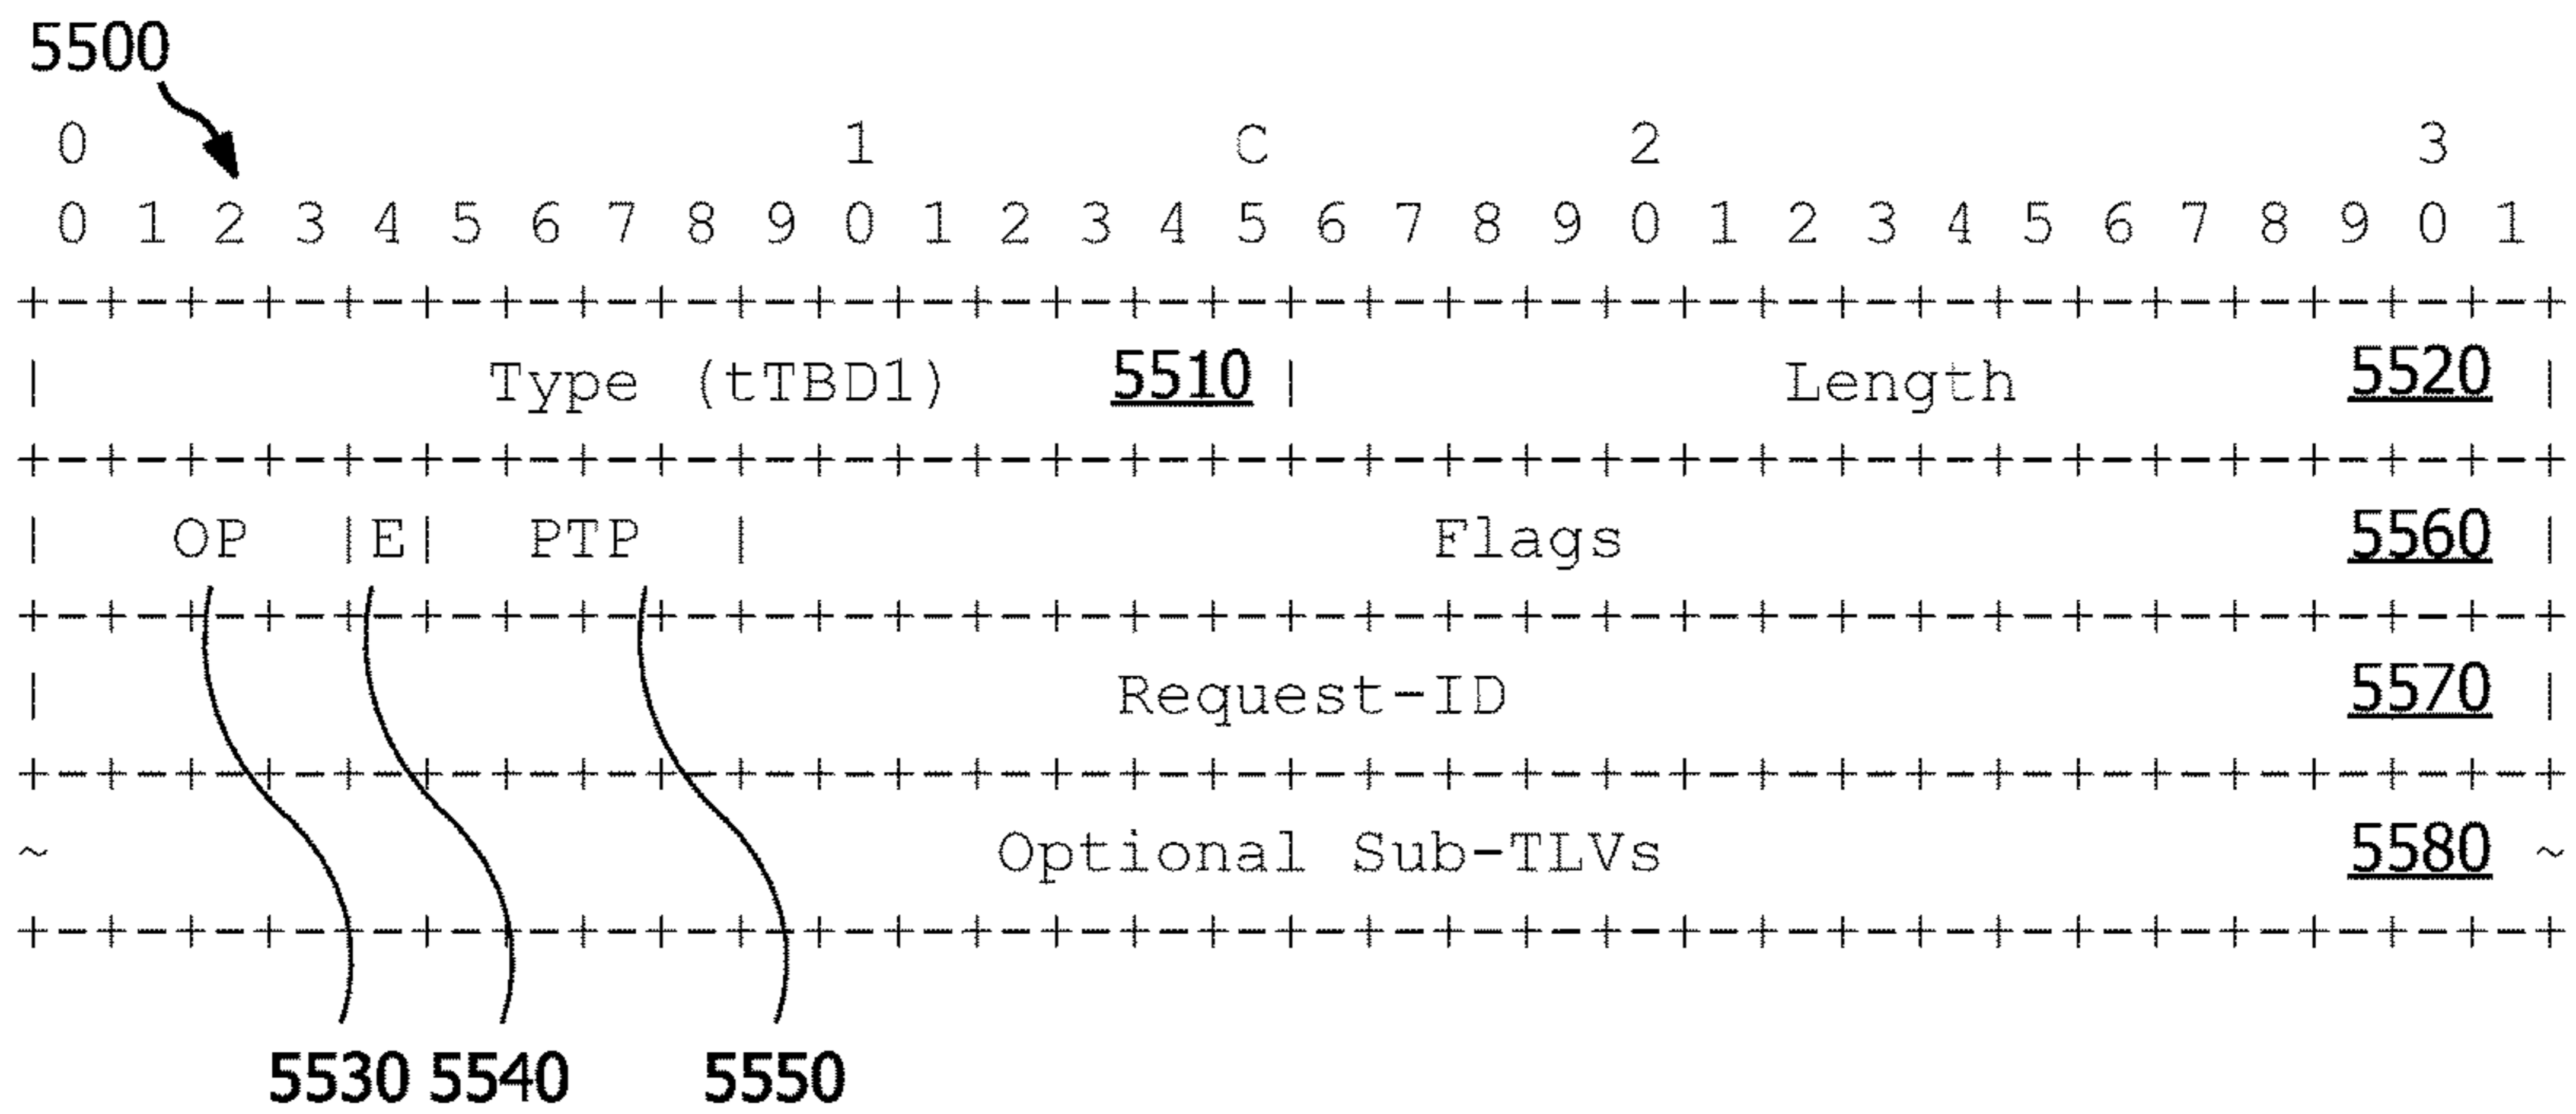 5500
0 1 C 2 3
0 1 2 3 4 5 6 7 8 9 0 1 2 3 4 5 6 7 8 9 0 1 2 3 4 5 6 7 8 9 0 1
+-+-+-+-+-+-+-+-+-+-+-+-+-+-+-+-+-+-+-+-+-+-+-+-+-+-+-+-+-+-+-+-+
| Type (tTBD1) 5510 | Length 5520 |
+-+-+-+-+-+-+-+-+-+-+-+-+-+-+-+-+-+-+-+-+-+-+-+-+-+-+-+-+-+-+-+-+
| OP |E| PTP | Flags 5560 |
+-+-+-+-+-+-+-+-+-+-+-+-+-+-+-+-+-+-+-+-+-+-+-+-+-+-+-+-+-+-+-+-+
| Request-ID 5570 |
+-+-+-+-+-+-+-+-+-+-+-+-+-+-+-+-+-+-+-+-+-+-+-+-+-+-+-+-+-+-+-+-+
~ Optional Sub-TLVs 5580 ~
+-+-+-+-+-+-+-+-+-+-+-+-+-+-+-+-+-+-+-+-+-+-+-+-+-+-+-+-+-+-+-+-+
5530 5540 5550